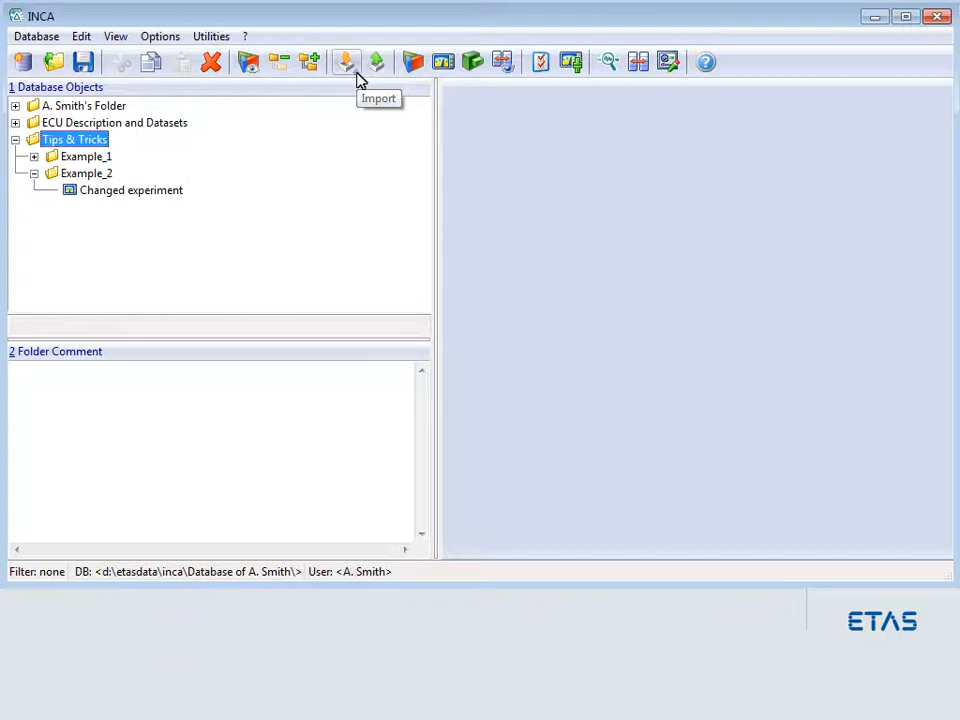 INCA
Database Edit View Options Utilities ?
Import
1 Database Objects
A. Smith's Folder
ECU Description and Datasets
Tips & Tricks
Example_1
Example_2
Changed experiment
2 Folder Comment
Filter: none DB: <d:\etasdata\inca\Database of A. Smith\> User: <A. Smith>
ETAS